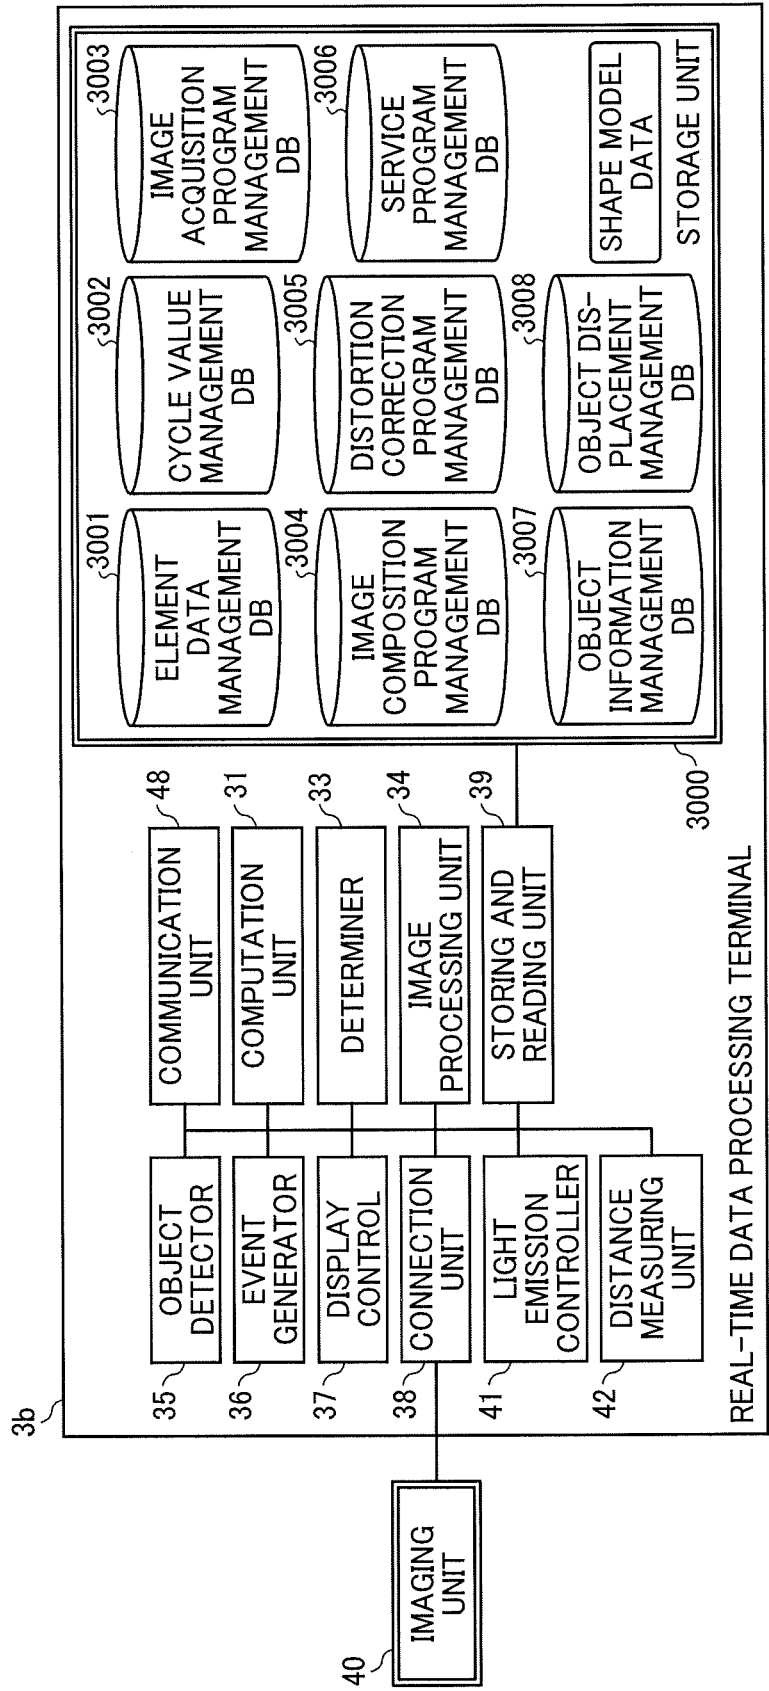 3b
40
IMAGING
UNIT
35
OBJECT
DETECTOR
36
EVENT
GENERATOR
37
DISPLAY
CONTROL
38
CONNECTION
UNIT
41
LIGHT
EMISSION
CONTROLLER
42
DISTANCE
MEASURING
UNIT
COMMUNICATION
UNIT
48
COMPUTATION
UNIT
31
DETERMINER
33
IMAGE
PROCESSING UNIT
34
STORING AND
READING UNIT
39
REAL-TIME DATA PROCESSING TERMINAL
3000
3001
ELEMENT
DATA
MANAGEMENT
DB
3002
CYCLE VALUE
MANAGEMENT
DB
3003
IMAGE
ACQUISITION
PROGRAM
MANAGEMENT
DB
3004
IMAGE
COMPOSITION
PROGRAM
MANAGEMENT
DB
3005
DISTORTION
CORRECTION
PROGRAM
MANAGEMENT
DB
3006
SERVICE
PROGRAM
MANAGEMENT
DB
3007
OBJECT
INFORMATION
MANAGEMENT
DB
3008
OBJECT DIS-
PLACEMENT
MANAGEMENT
DB
SHAPE MODEL
DATA
STORAGE UNIT